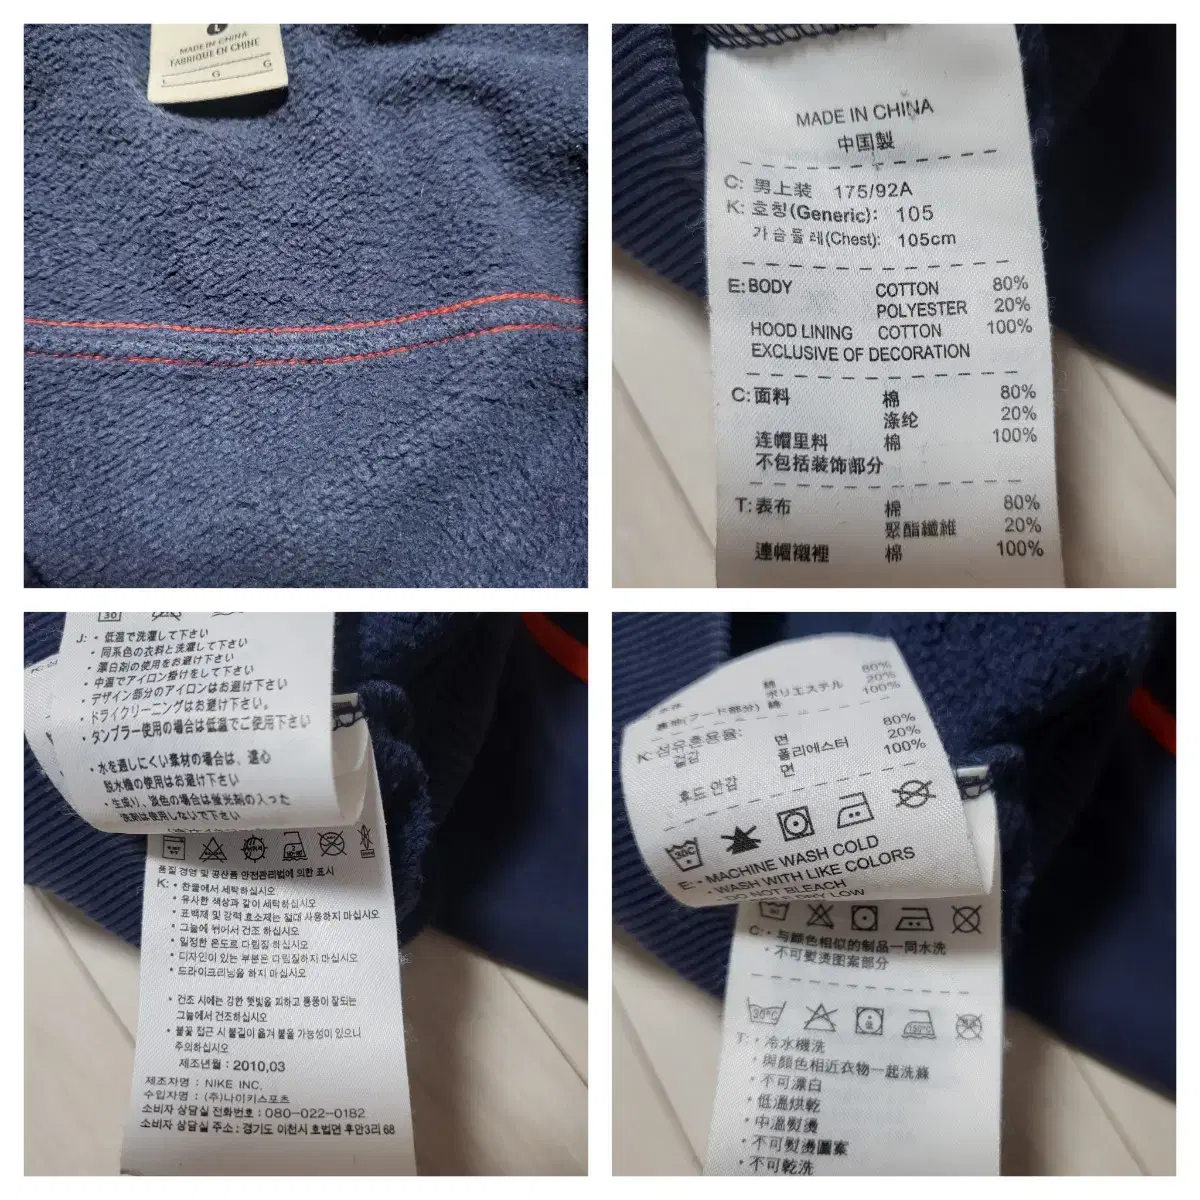 MADE IN CHINA
FABRIQUE EN CHINE
L G G
MADE IN CHINA
中国製
C: 男上装 175/92A
K: 호칭(Generic): 105
가슴둘레(Chest): 105cm
E: BODY COTTON 80%
POLYESTER 20%
HOOD LINING COTTON 100%
EXCLUSIVE OF DECORATION
C: 面料 棉 80%
涤纶 20%
连帽里料 棉 100%
不包括装饰部分
T: 表布 棉 80%
聚酯纖維 20%
連帽襯裡 棉 100%
30
J: ・低温で洗濯して下さい
・同系色の衣料と洗濯して下さい
・漂白剤の使用をお避け下さい
・中温でアイロン掛けをして下さい
・デザイン部分のアイロンはお避け下さい
・ドライクリーニングはお避け下さい。
・タンブラー使用の場合は低温でご使用下さい
・水を通しにくい素材の場合は、遠心
脱水機の使用はお避け下さい
・生成り、淡色の場合は蛍光剤の入った
洗剤は使用しないで下さい
품질 경영 및 공산품 안전관리법에 의한 표시
K: • 찬물에서 세탁하십시오
• 유사한 색상과 같이 세탁하십시오
• 표백제 및 강력 효소제는 절대 사용하지 마십시오
• 그늘에 뉘어서 건조 하십시오
• 일정한 온도로 다림질 하십시오
• 디자인이 있는 부분은 다림질하지 마십시오
• 드라이크리닝을 하지 마십시오
• 건조 시에는 강한 햇빛을 피하고 통풍이 잘되는
그늘에서 건조하십시오
• 불꽃 접근 시 불길이 옮겨 붙을 가능성이 있으니
주의하십시오
제조년월 : 2010,03
제조자명 : NIKE INC,
수입자명 : (주)나이키스포츠
소비자 상담실 전화번호 : 080-022-0182
소비자 상담실 주소 : 경기도 이천시 호법면 후안3리 68
綿 80%
ポリエステル 20%
裏地(フード部分) 綿 100%
K: 섬유혼용율:
겉감 면 80%
폴리에스터 20%
후드 안감 면 100%
30C
E: • MACHINE WASH COLD
• WASH WITH LIKE COLORS
• DO NOT BLEACH
DRY LOW
C: • 与颜色相似的制品一同水洗
• 不可熨烫图案部分
30°C
T: • 冷水機洗
• 與顏色相近衣物一起洗滌
• 不可漂白
• 低溫烘乾
• 中溫熨燙
• 不可熨燙圖案
• 不可乾洗